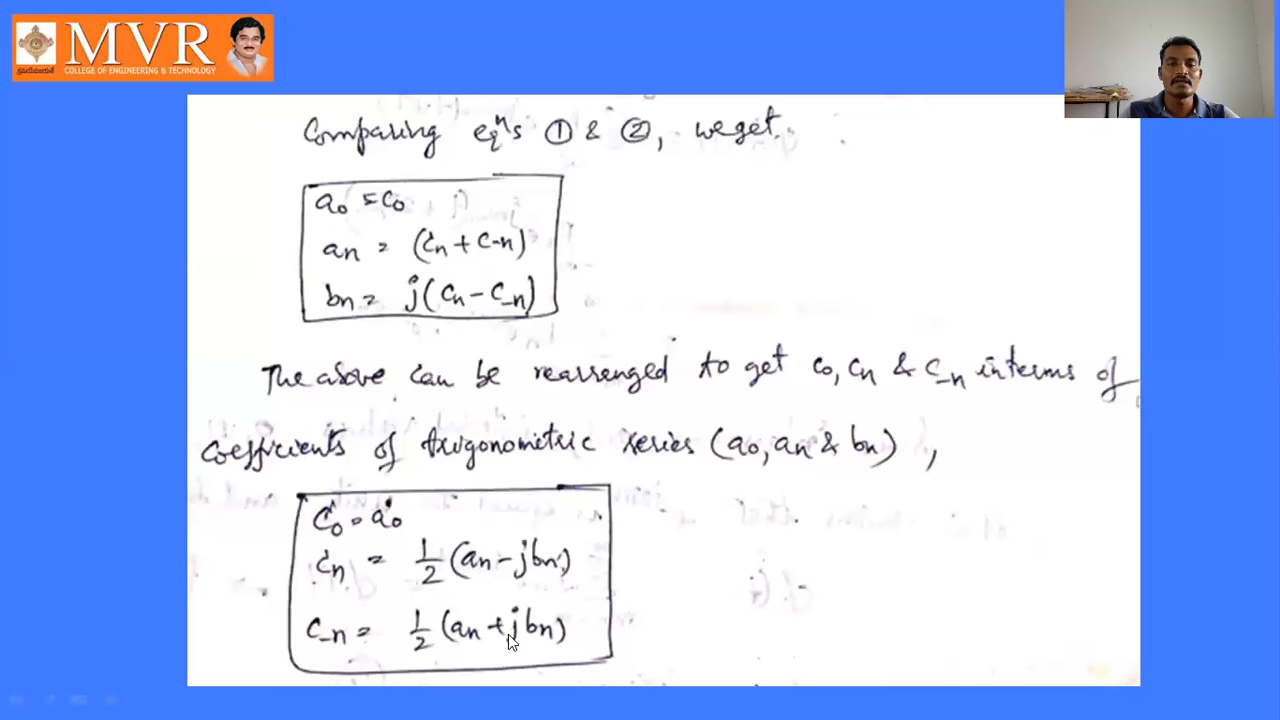 MVR
COLLEGE OF ENGINEERING & TECHNOLOGY
Comparing eqⁿs ① & ②, we get.
a₀ = c₀
aₙ = (cₙ + c₋ₙ)
bₙ = j(cₙ - c₋ₙ)
The above can be rearrenged to get c₀, cₙ & c₋ₙ interms of
coefficients of trigonometric series (a₀, aₙ & bₙ) ,
C₀ = a₀
cₙ = 1/2 (aₙ - jbₙ)
c₋ₙ = 1/2 (aₙ + jbₙ)